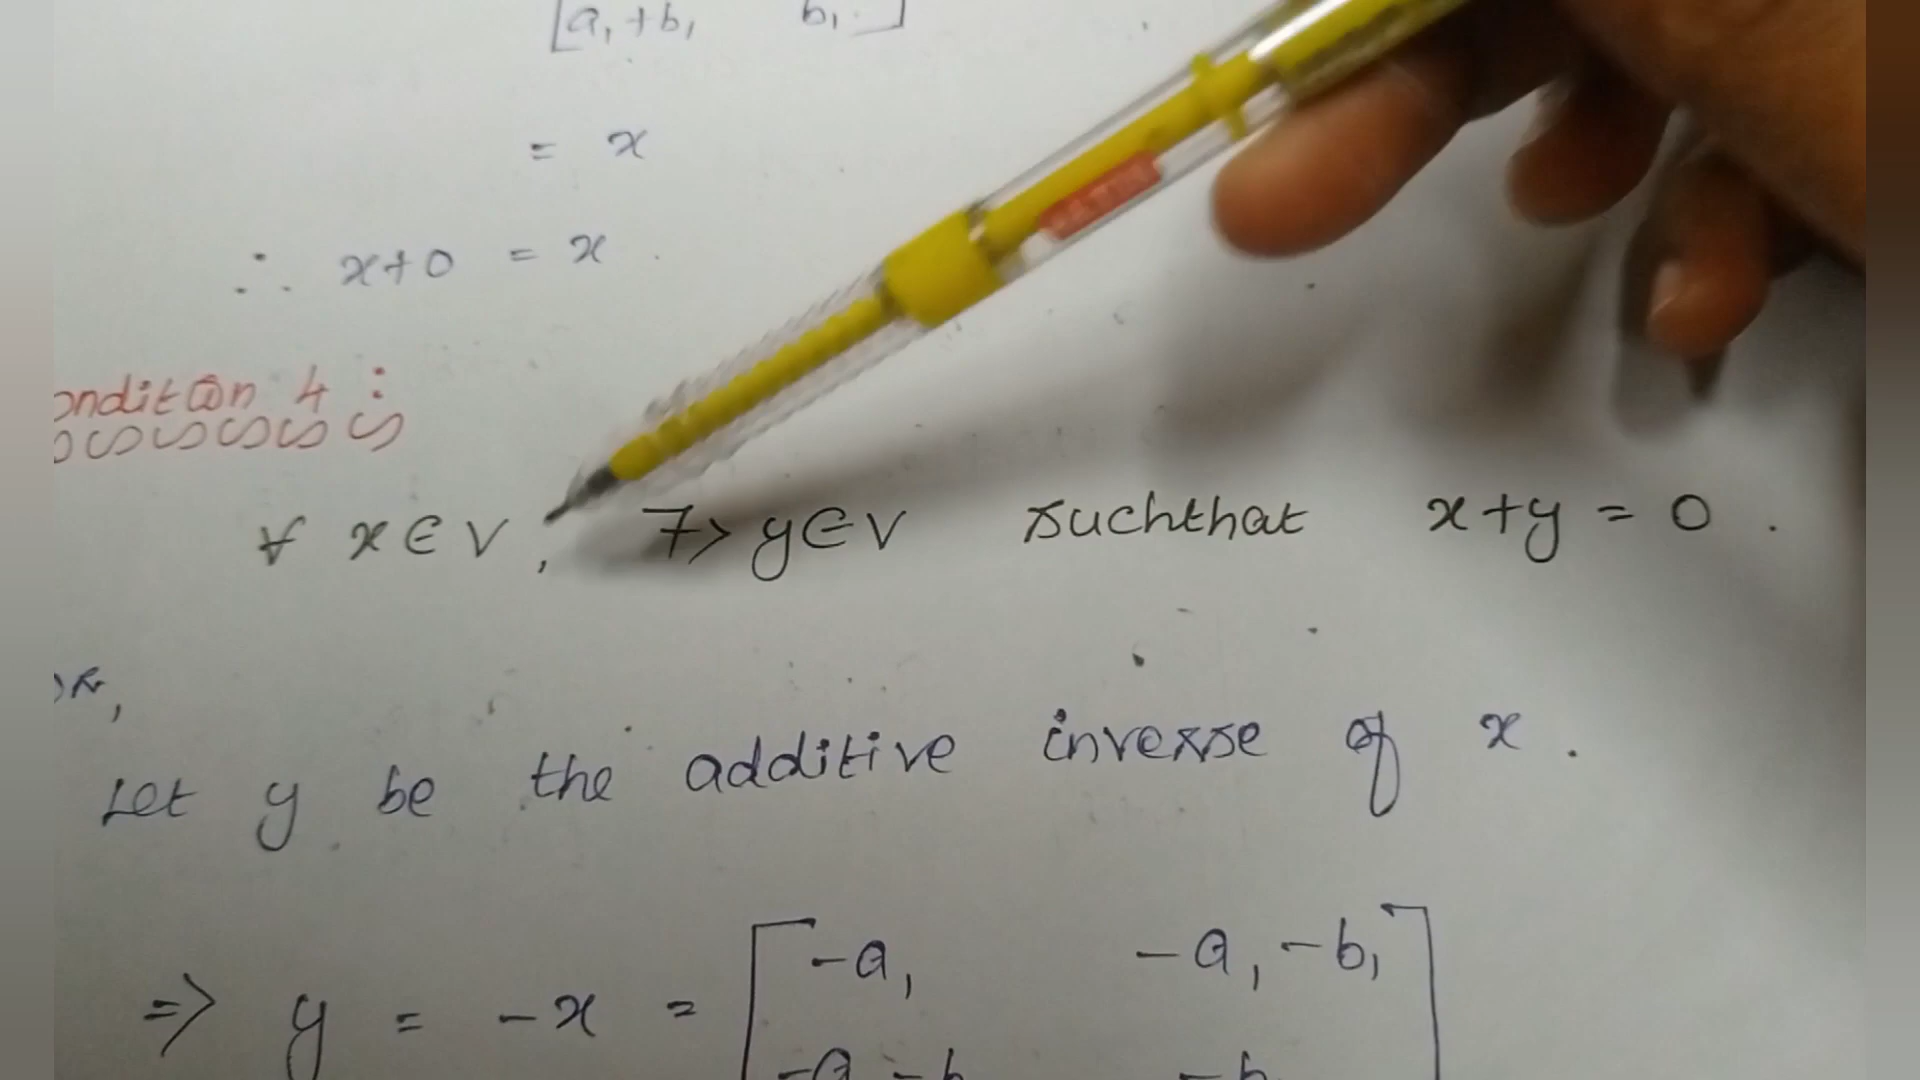 [a₁+b₁ b₁]
= x
∴ x+0 = x.
ondition 4 :
∀ x∈V, ∃ y∈V suchthat x+y = 0.
Let y be the additive inverse of x.
⇒ y = -x = [-a₁ -a₁-b₁
-a -b -b